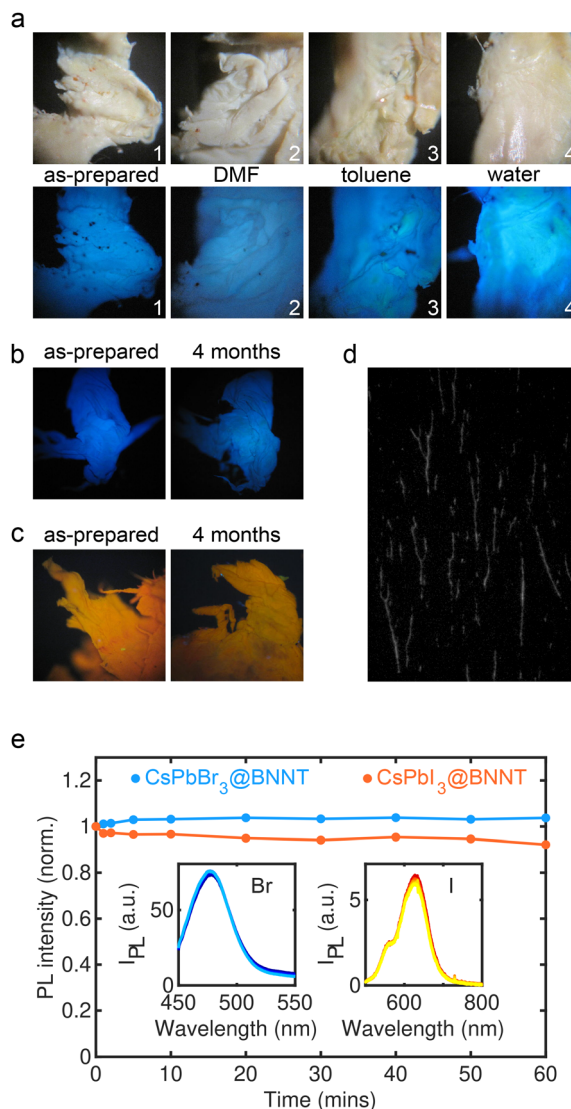 a
1
2
3
4
as-prepared DMF toluene water
1
2
3
4
b
as-prepared 4 months
d
c
as-prepared 4 months
e
CsPbBr3@BNNT CsPbI3@BNNT
PL intensity (norm.)
1.2
1
0.8
0.6
0.4
0.2
0
Br
IPL (a.u.)
50
450 500 550
Wavelength (nm)
I
IPL (a.u.)
5
600 800
Wavelength (nm)
0 10 20 30 40 50 60
Time (mins)